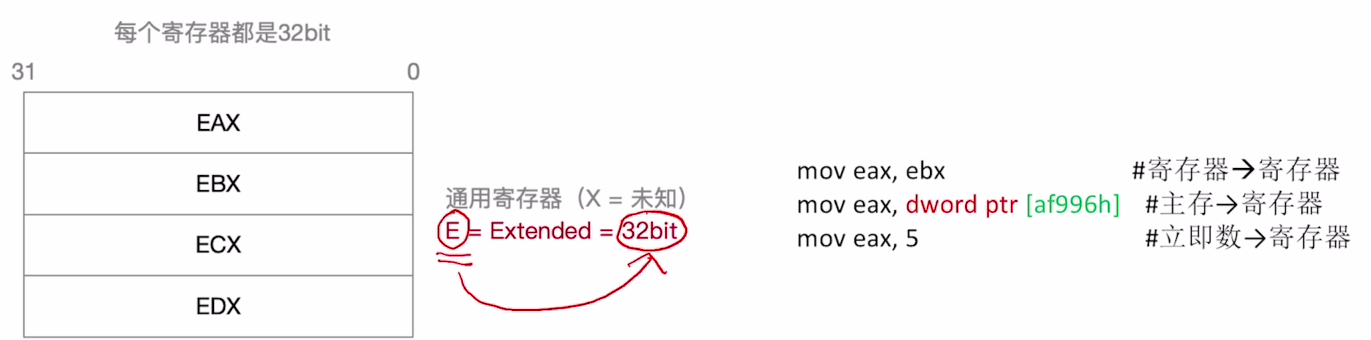 每个寄存器都是32bit
31 0
EAX
EBX
ECX
EDX
通用寄存器（X = 未知）
E = Extended = 32bit
mov eax, ebx #寄存器→寄存器
mov eax, dword ptr [af996h] #主存→寄存器
mov eax, 5 #立即数→寄存器